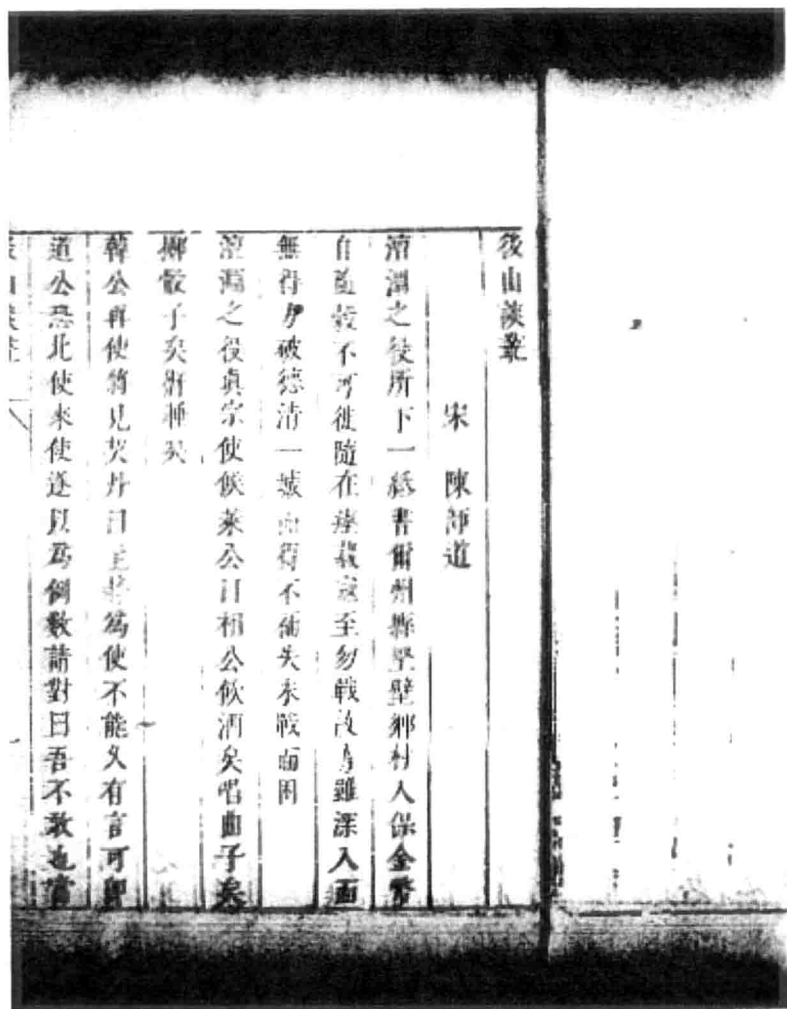 後山談叢
宋 陳師道
澶淵之役所下一紙書爾州縣堅壁鄉村入保金幣
自隨穀不可徙隨在瘞藏寇至勿戰故虜雖深入而
無得方破德清一城而得不補失未戰而困
澶淵之役真宗使候萊公曰相公飲酒矣唱曲子矣
擲骰子矣鼾睡矣
韓公再使將見契丹曰主 為使不能久有言可即
道公恐北使來使遂以為例數請對曰吾不敢也當